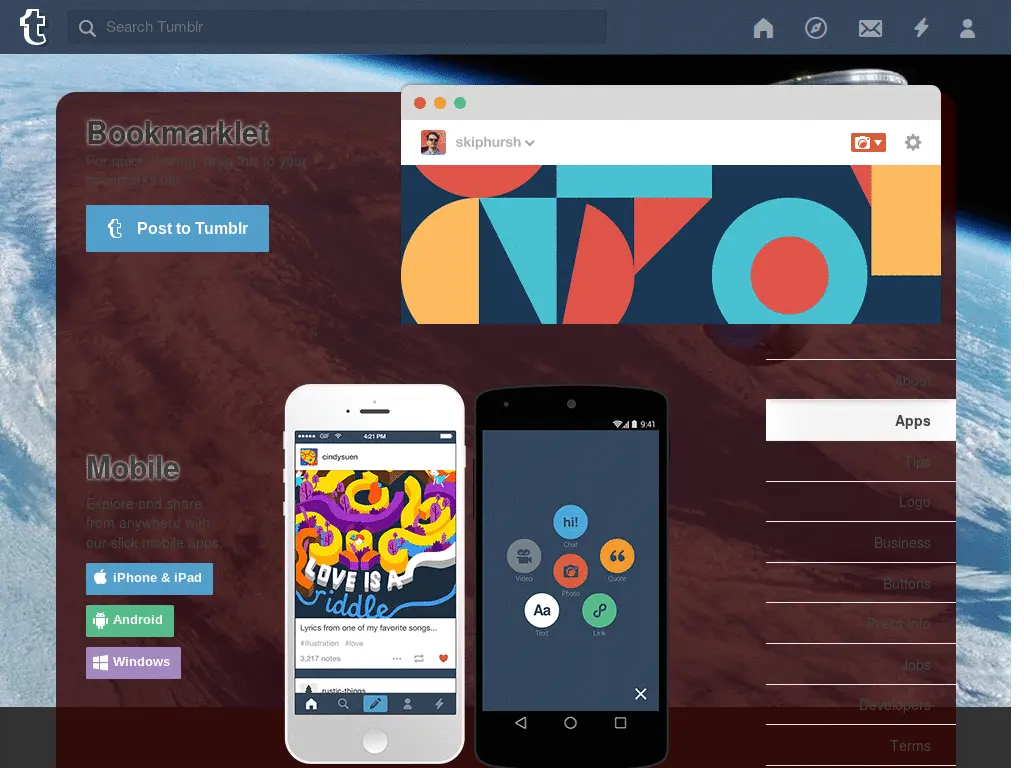 Search Tumblr
Bookmarklet
For quick sharing, drag this to your
bookmarks bar.
Post to Tumblr
skiphursh
Mobile
Explore and share
from anywhere with
our slick mobile apps.
iPhone & iPad
Android
Windows
GIF
4:21 PM
cindysuen
LOVE IS A
riddle
Lyrics from one of my favorite songs...
#illustration #love
3,217 notes
rustic-things
9:41
hi!
Chat
Video
Quote
Photo
Aa
Text
Link
About
Apps
Tips
Logo
Business
Buttons
Press info
Jobs
Developers
Terms